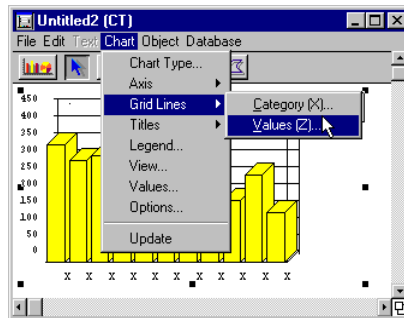 Untitled2 (CT)
File Edit Text Chart Object Database
Chart Type...
Axis
Grid Lines
Titles
Legend...
View...
Values...
Options...
Update
Category (X)...
Values (Z)...
450
400
350
300
250
200
150
100
50
0
X X X X X X X X X X X